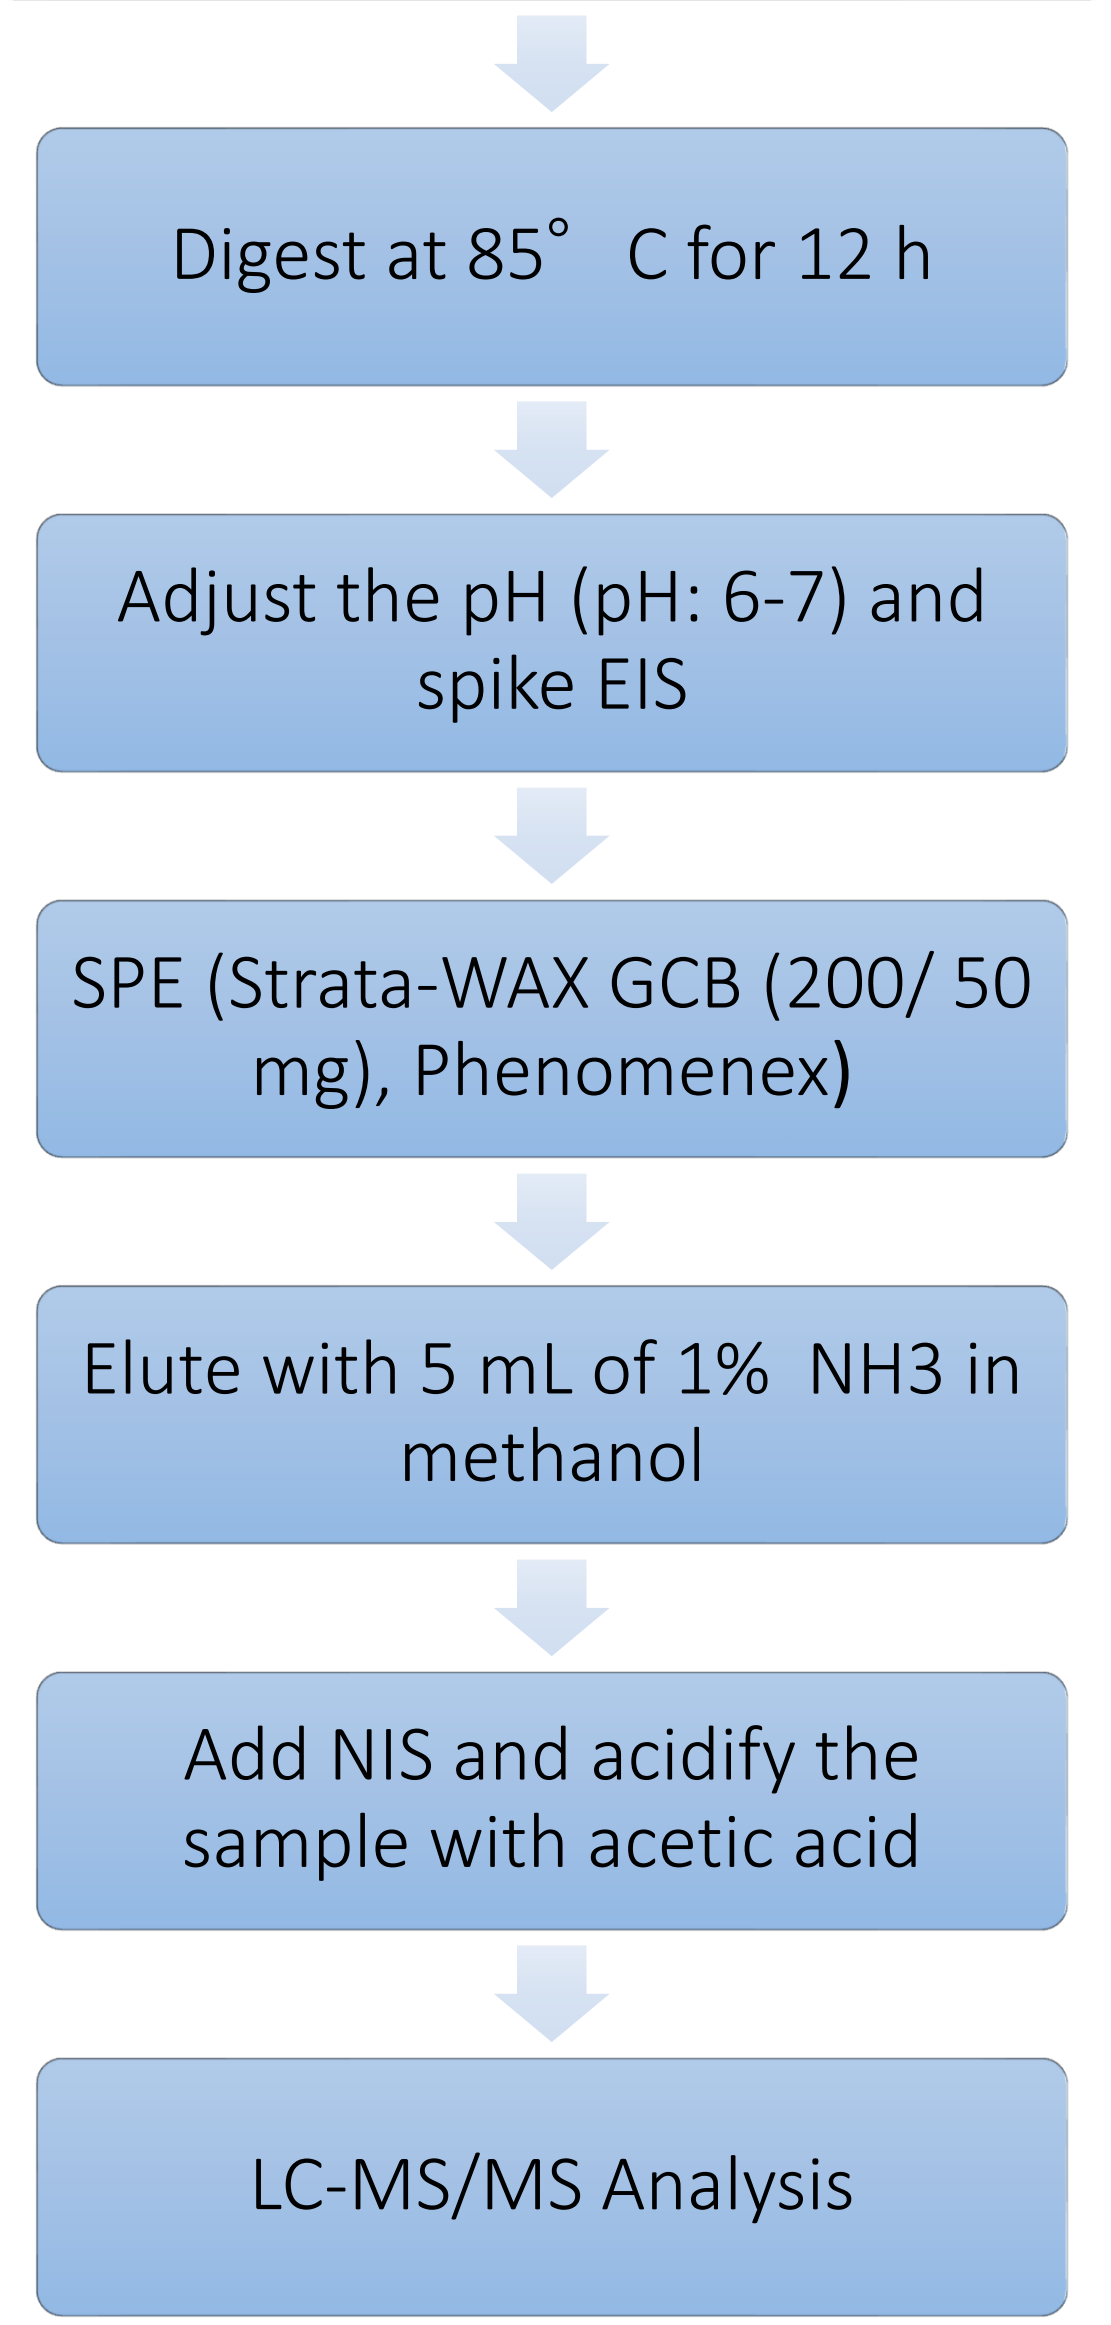 Digest at 85° C for 12 h
Adjust the pH (pH: 6-7) and
spike EIS
SPE (Strata-WAX GCB (200/ 50
mg), Phenomenex)
Elute with 5 mL of 1%  NH3 in
methanol
Add NIS and acidify the
sample with acetic acid
LC-MS/MS Analysis